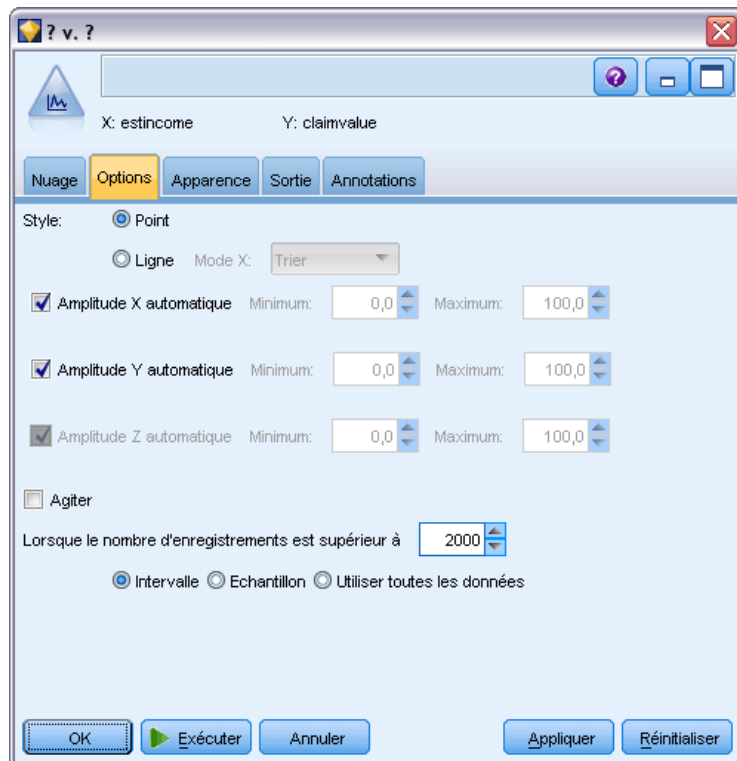 ? v. ?
X: estincome Y: claimvalue
Nuage Options Apparence Sortie Annotations
Style: Point
Ligne Mode X: Trier
Amplitude X automatique Minimum: 0,0 Maximum: 100,0
Amplitude Y automatique Minimum: 0,0 Maximum: 100,0
Amplitude Z automatique Minimum: 0,0 Maximum: 100,0
Agiter
Lorsque le nombre d'enregistrements est supérieur à 2000
Intervalle Echantillon Utiliser toutes les données
OK Exécuter Annuler Appliquer Réinitialiser